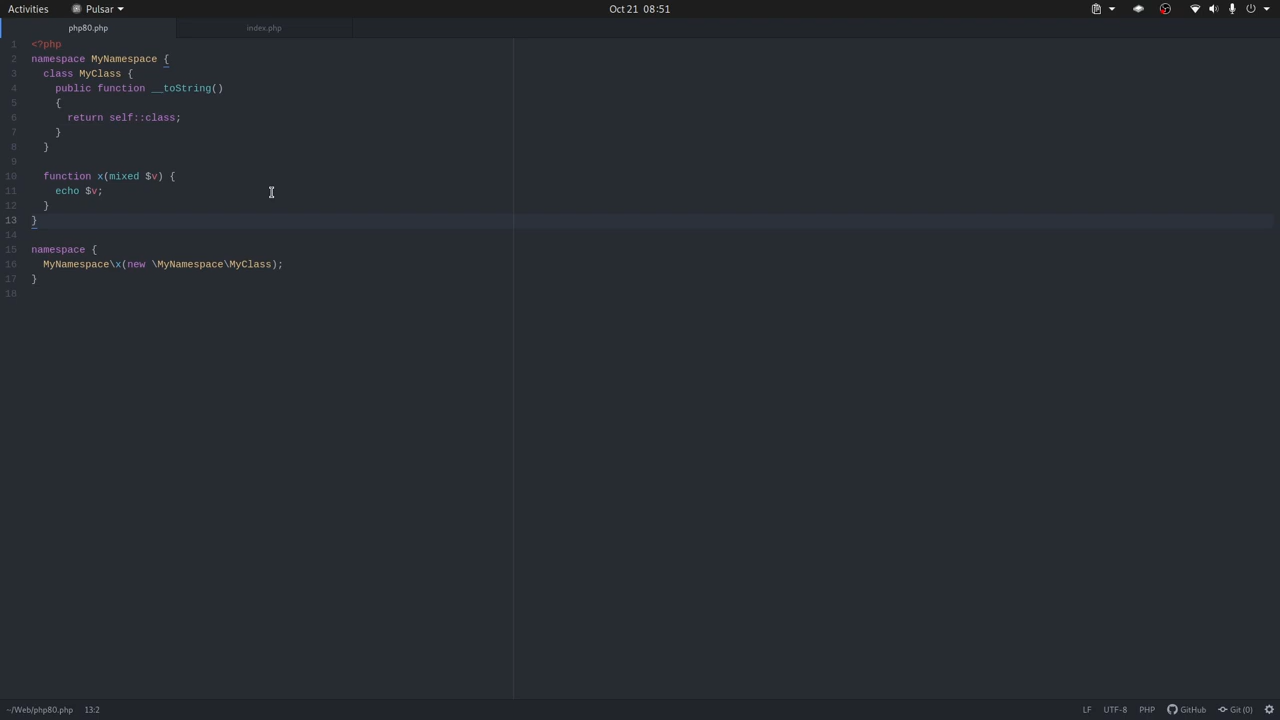 Activities Pulsar Oct 21 08:51
php80.php index.php
1 <?php
2 namespace MyNamespace {
3   class MyClass {
4     public function __toString()
5     {
6       return self::class;
7     }
8   }
9
10   function x(mixed $v) {
11     echo $v;
12   }
13 }
14
15 namespace {
16   MyNamespace\x(new \MyNamespace\MyClass);
17 }
18
~/Web/php80.php 13:2 LF UTF-8 PHP GitHub Git (0)